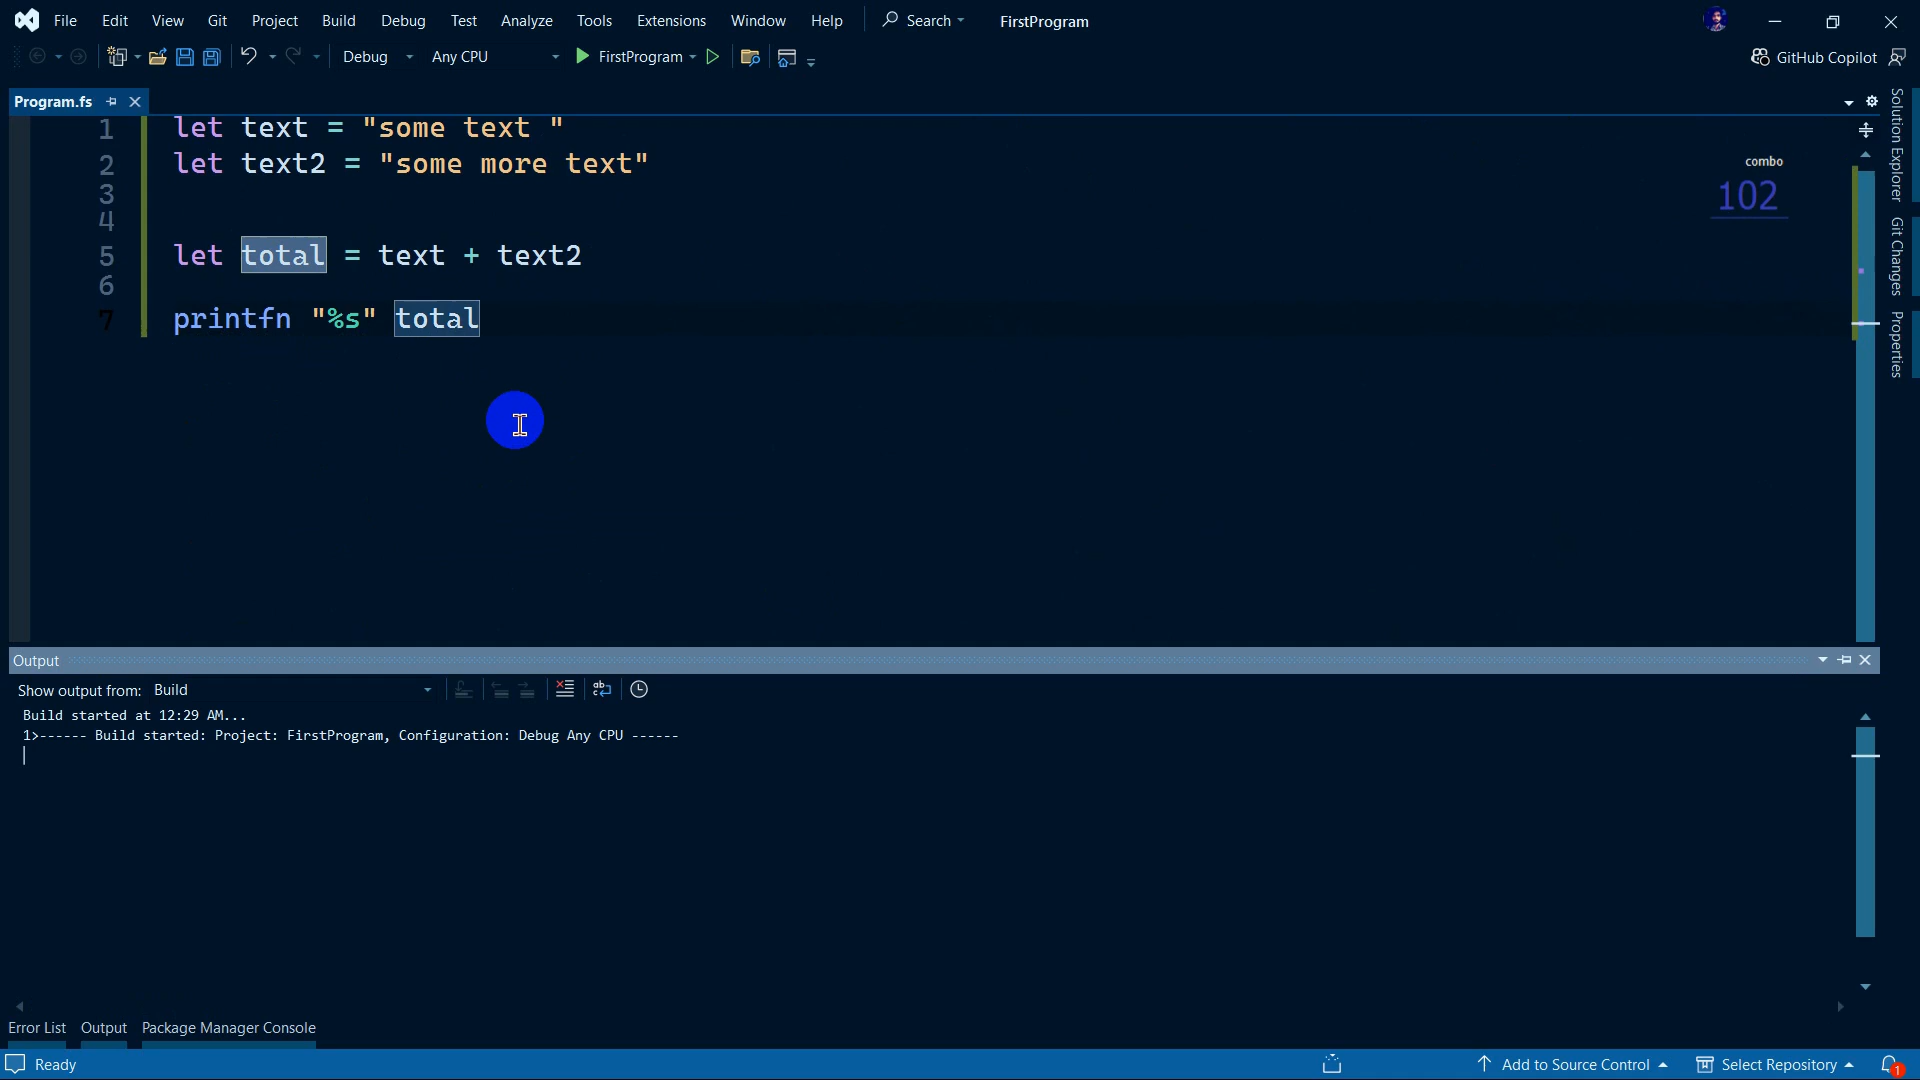 File Edit View Git Project Build Debug Test Analyze Tools Extensions Window Help Search FirstProgram
Debug Any CPU FirstProgram GitHub Copilot
Program.fs
1 let text = "some text "
2 let text2 = "some more text"
3
4
5 let total = text + text2
6
7 printfn "%s" total
combo
102
Solution Explorer
Git Changes
Properties
Output
Show output from: Build
Build started at 12:29 AM...
1>------ Build started: Project: FirstProgram, Configuration: Debug Any CPU ------
Error List Output Package Manager Console
Ready Add to Source Control Select Repository 1